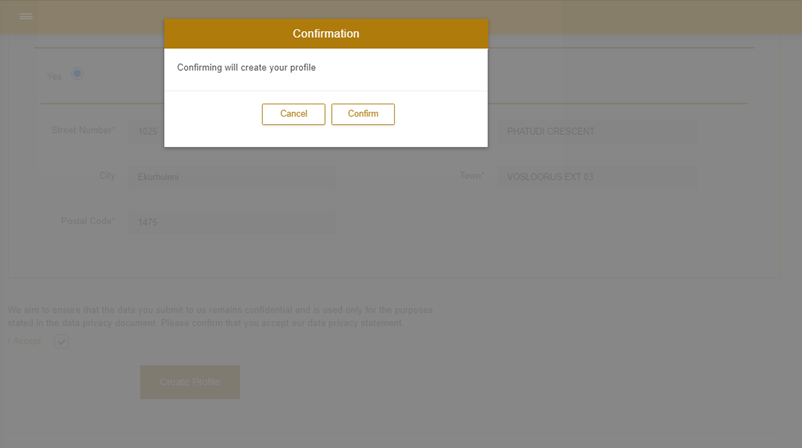 Confirmation
Confirming will create your profile
Cancel
Confirm
Yes
Street Number*
1025
PHATUDI CRESCENT
City
Ekurhuleni
Town*
VOSLOORUS EXT 03
Postal Code*
1475
We aim to ensure that the data you submit to us remains confidential and is used only for the purposes
stated in the data privacy document. Please confirm that you accept our data privacy statement.
I Accept
Create Profile